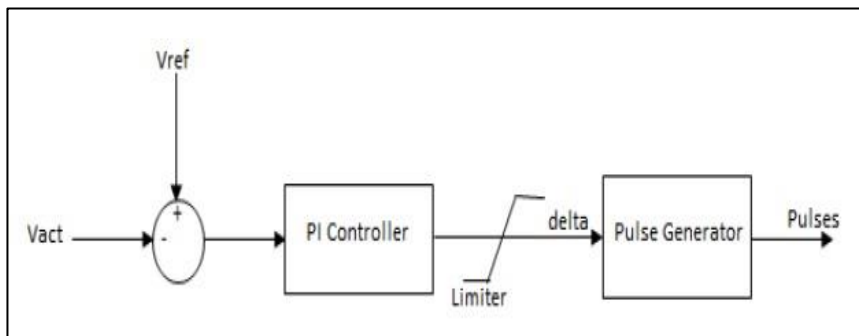 Vref
+
Vact
-
PI Controller
Limiter
delta
Pulse Generator
Pulses